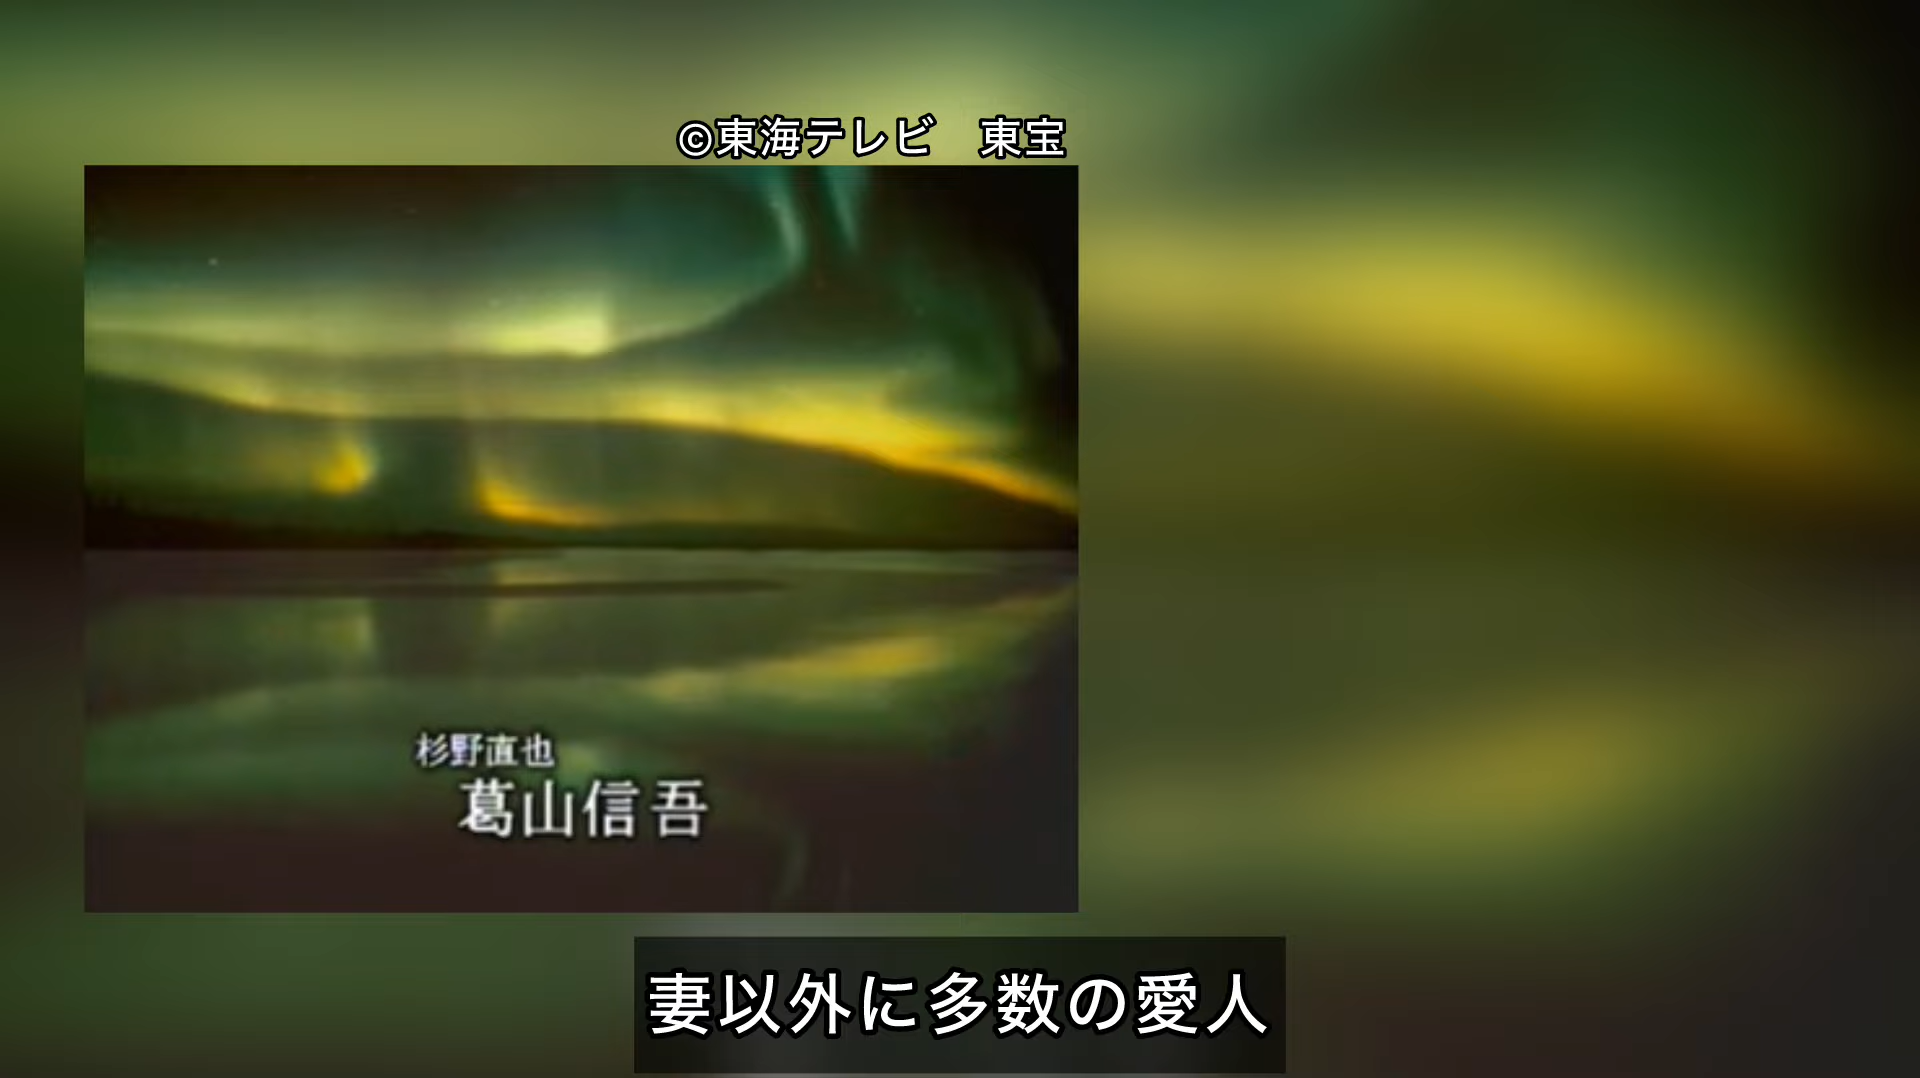 ©東海テレビ　東宝
杉野直也
葛山信吾
妻以外に多数の愛人